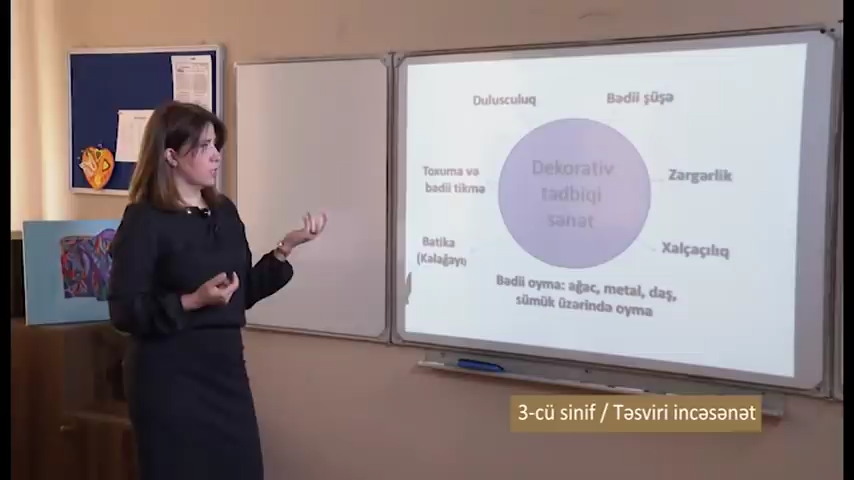 Dulusculuq
Bədii şüşə
Toxuma və
bədii tikmə
Dekorativ
tədbiqi
sənət
Zərgərlik
Batika
(Kəlağayı)
Xalçaçılıq
Bədii oyma: ağac, metal, daş,
sümük üzərində oyma
3-cü sinif / Təsviri incəsənət